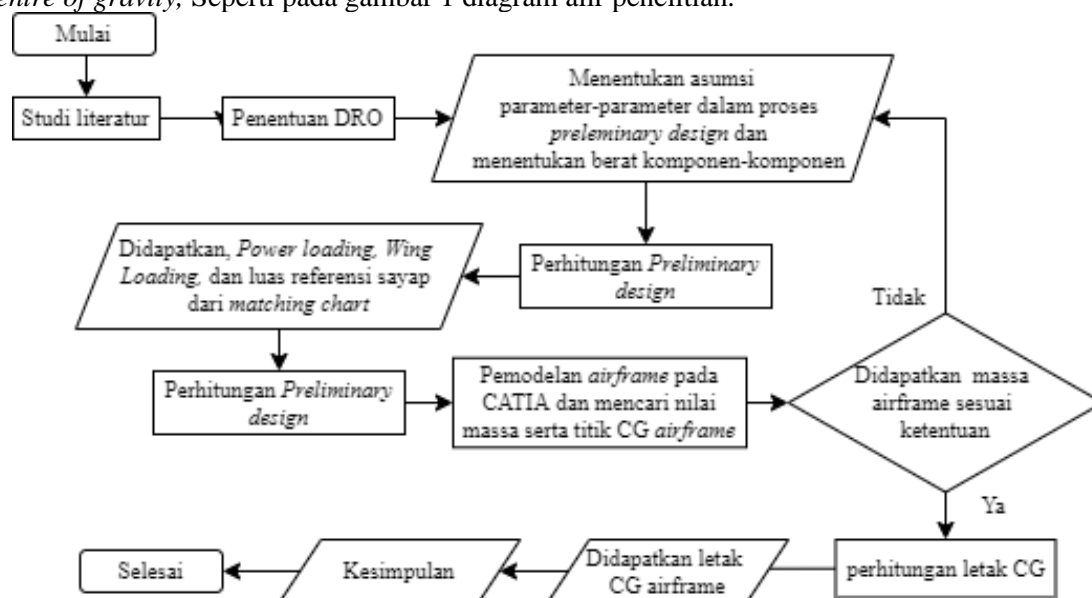 entre of gravity, Seperti pada gambar 1 diagram alir penelitian.
Mulai
Studi literatur
Penentuan DRO
Menentukan asumsi
parameter-parameter dalam proses
preleminary design dan
menentukan berat komponen-komponen
Perhitungan Preliminary
design
Didapatkan, Power loading, Wing
Loading, dan luas referensi sayap
dari matching chart
Perhitungan Preliminary
design
Pemodelan airframe pada
CATIA dan mencari nilai
massa serta titik CG airframe
Didapatkan massa
airframe sesuai
ketentuan
Tidak
Ya
perhitungan letak CG
Didapatkan letak
CG airframe
Kesimpulan
Selesai